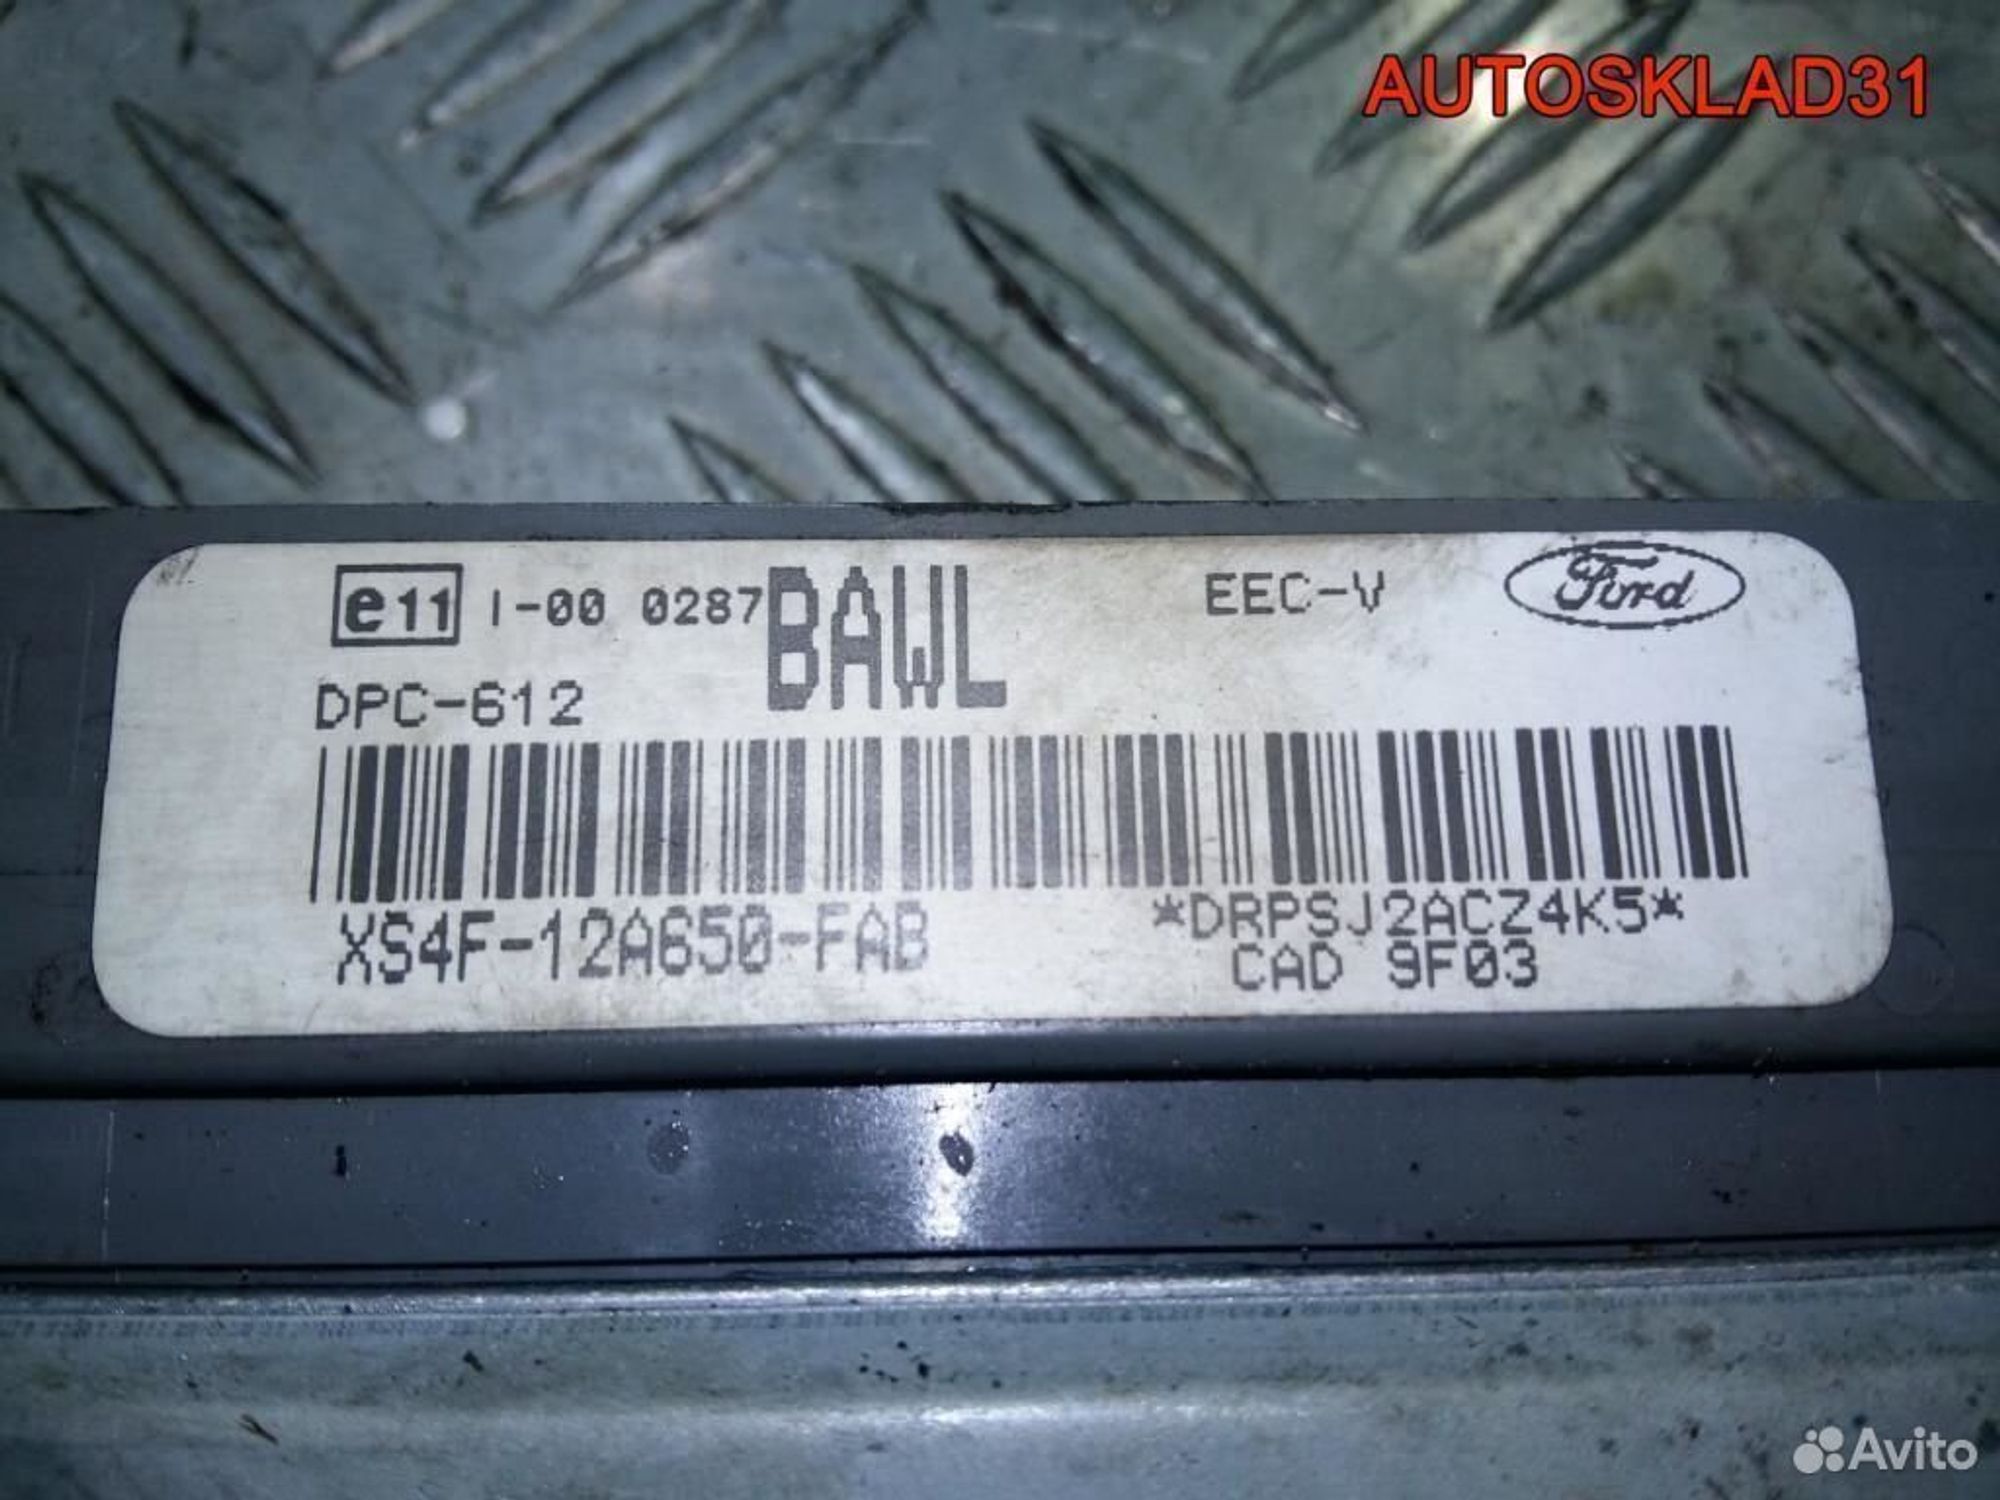 AUTOSKLAD31
e11 I-00 0287 BAWL EEC-V Ford
DPC-612
XS4F-12A650-FAB *DRPSJ2ACZ4K5*
CAD 9F03
Avito